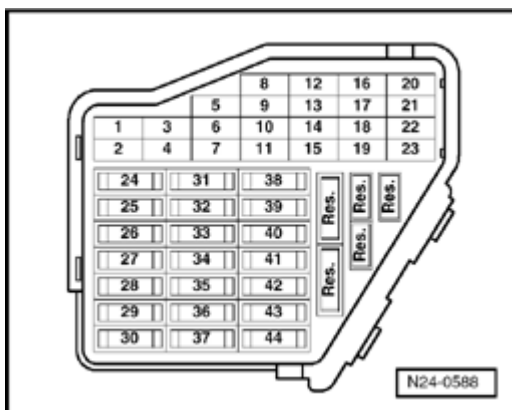 8 12 16 20
5 9 13 17 21
1 3 6 10 14 18 22
2 4 7 11 15 19 23
24 31 38
25 32 39
26 33 40
27 34 41
28 35 42
29 36 43
30 37 44
Res.
Res.
Res.
Res.
Res.
N24-0588